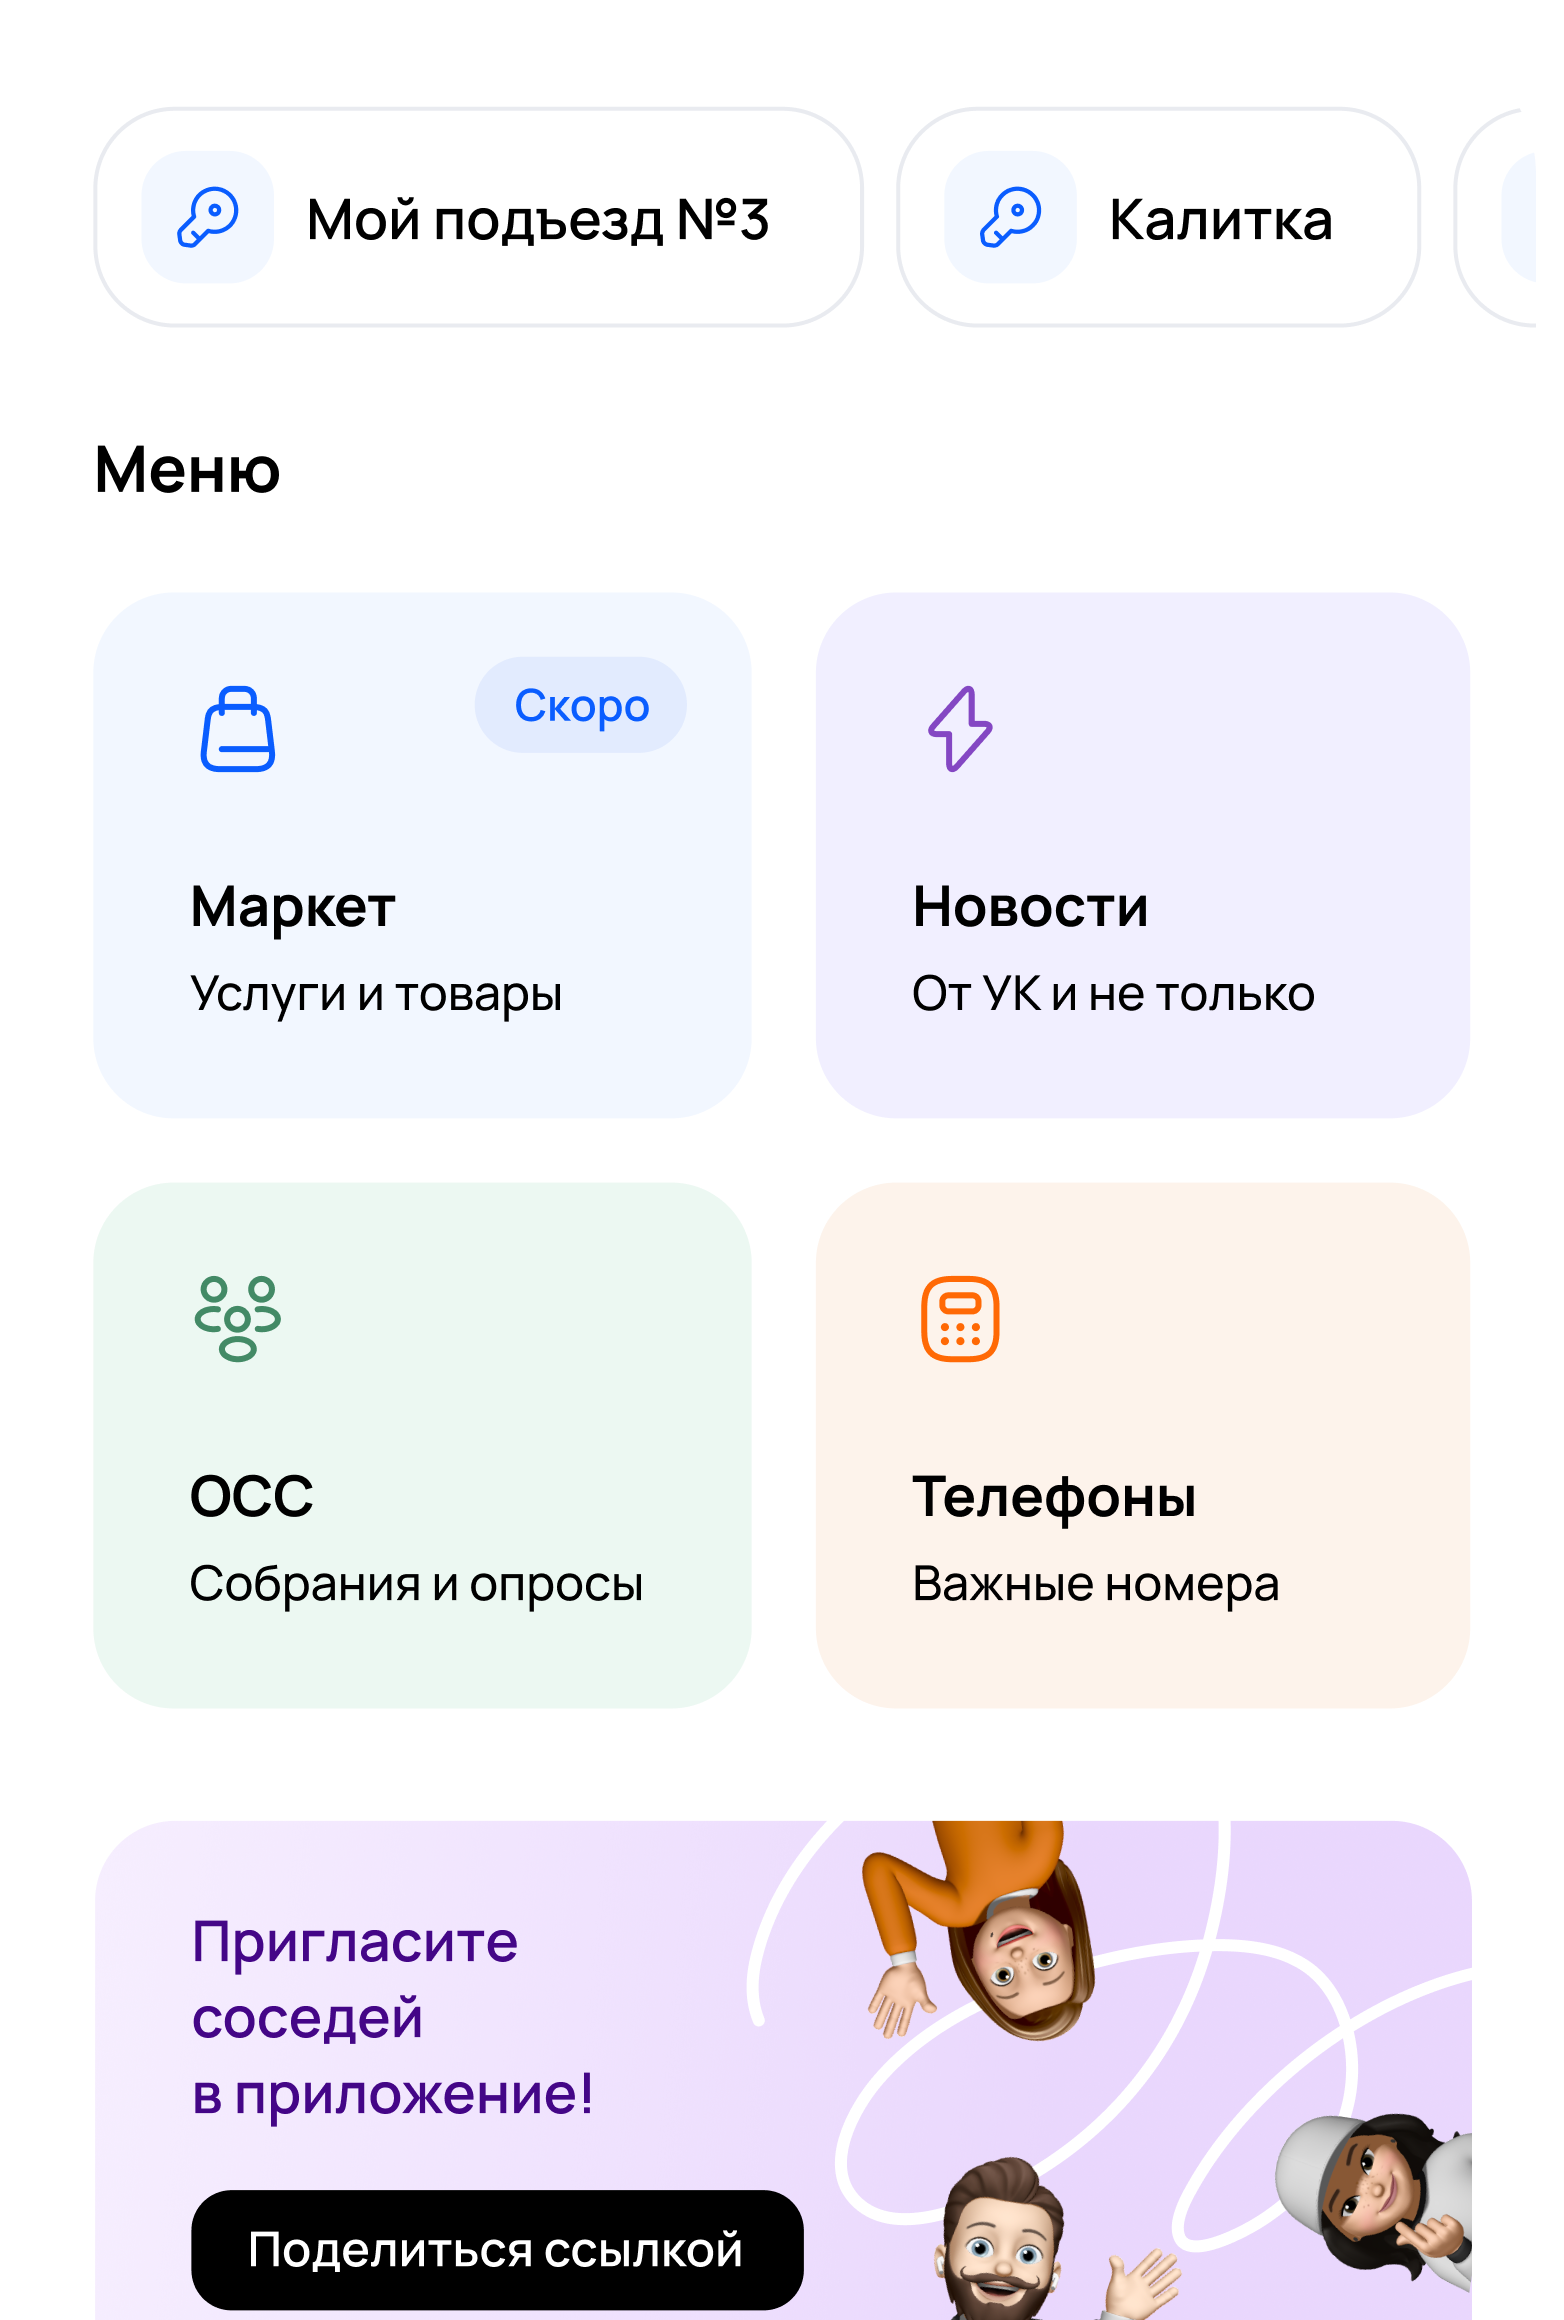 Мой подъезд №3
Калитка
Меню
Скоро
Маркет
Услуги и товары
Новости
От УК и не только
ОСС
Собрания и опросы
Телефоны
Важные номера
Пригласите
соседей
в приложение!
Поделиться ссылкой